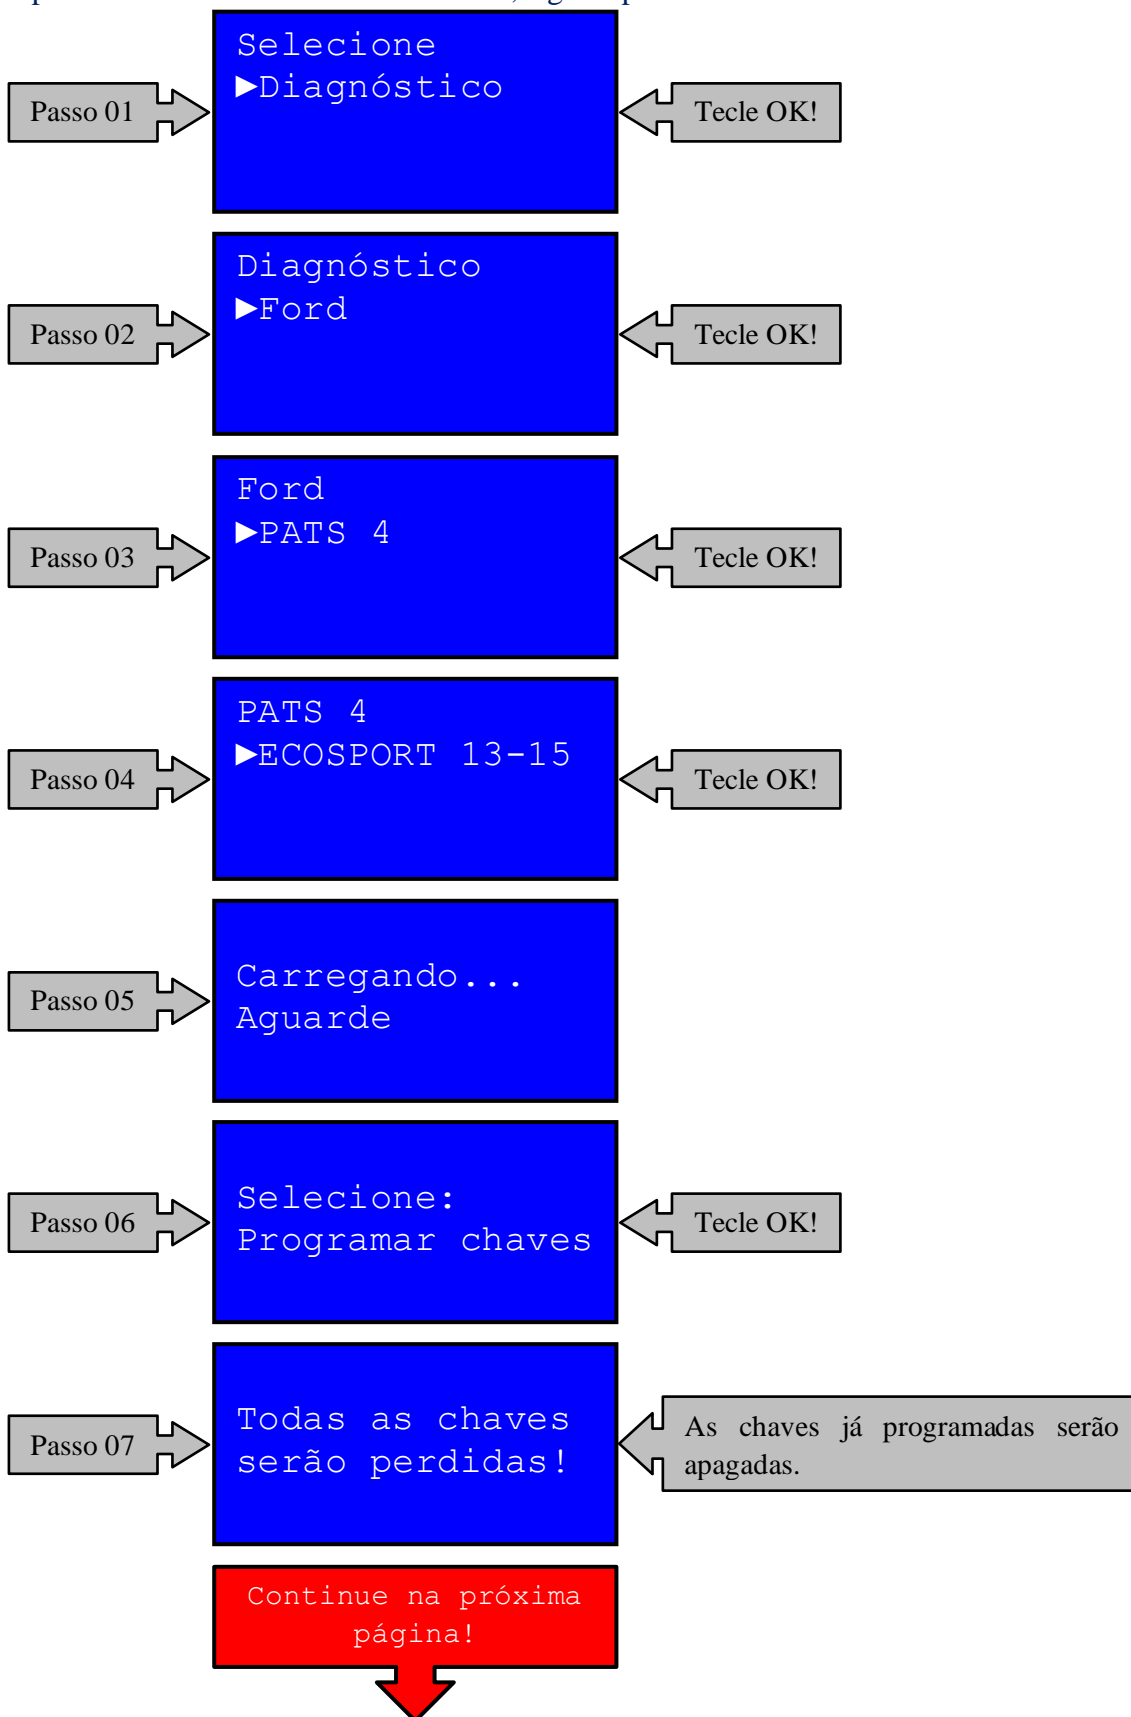 Selecione
►Diagnóstico
Passo 01
Tecle OK!
Diagnóstico
►Ford
Passo 02
Tecle OK!
Ford
►PATS 4
Passo 03
Tecle OK!
PATS 4
►ECOSPORT 13-15
Passo 04
Tecle OK!
Carregando...
Aguarde
Passo 05
Selecione:
Programar chaves
Passo 06
Tecle OK!
Todas as chaves
serão perdidas!
Passo 07
As chaves já programadas serão
apagadas.
Continue na próxima
página!